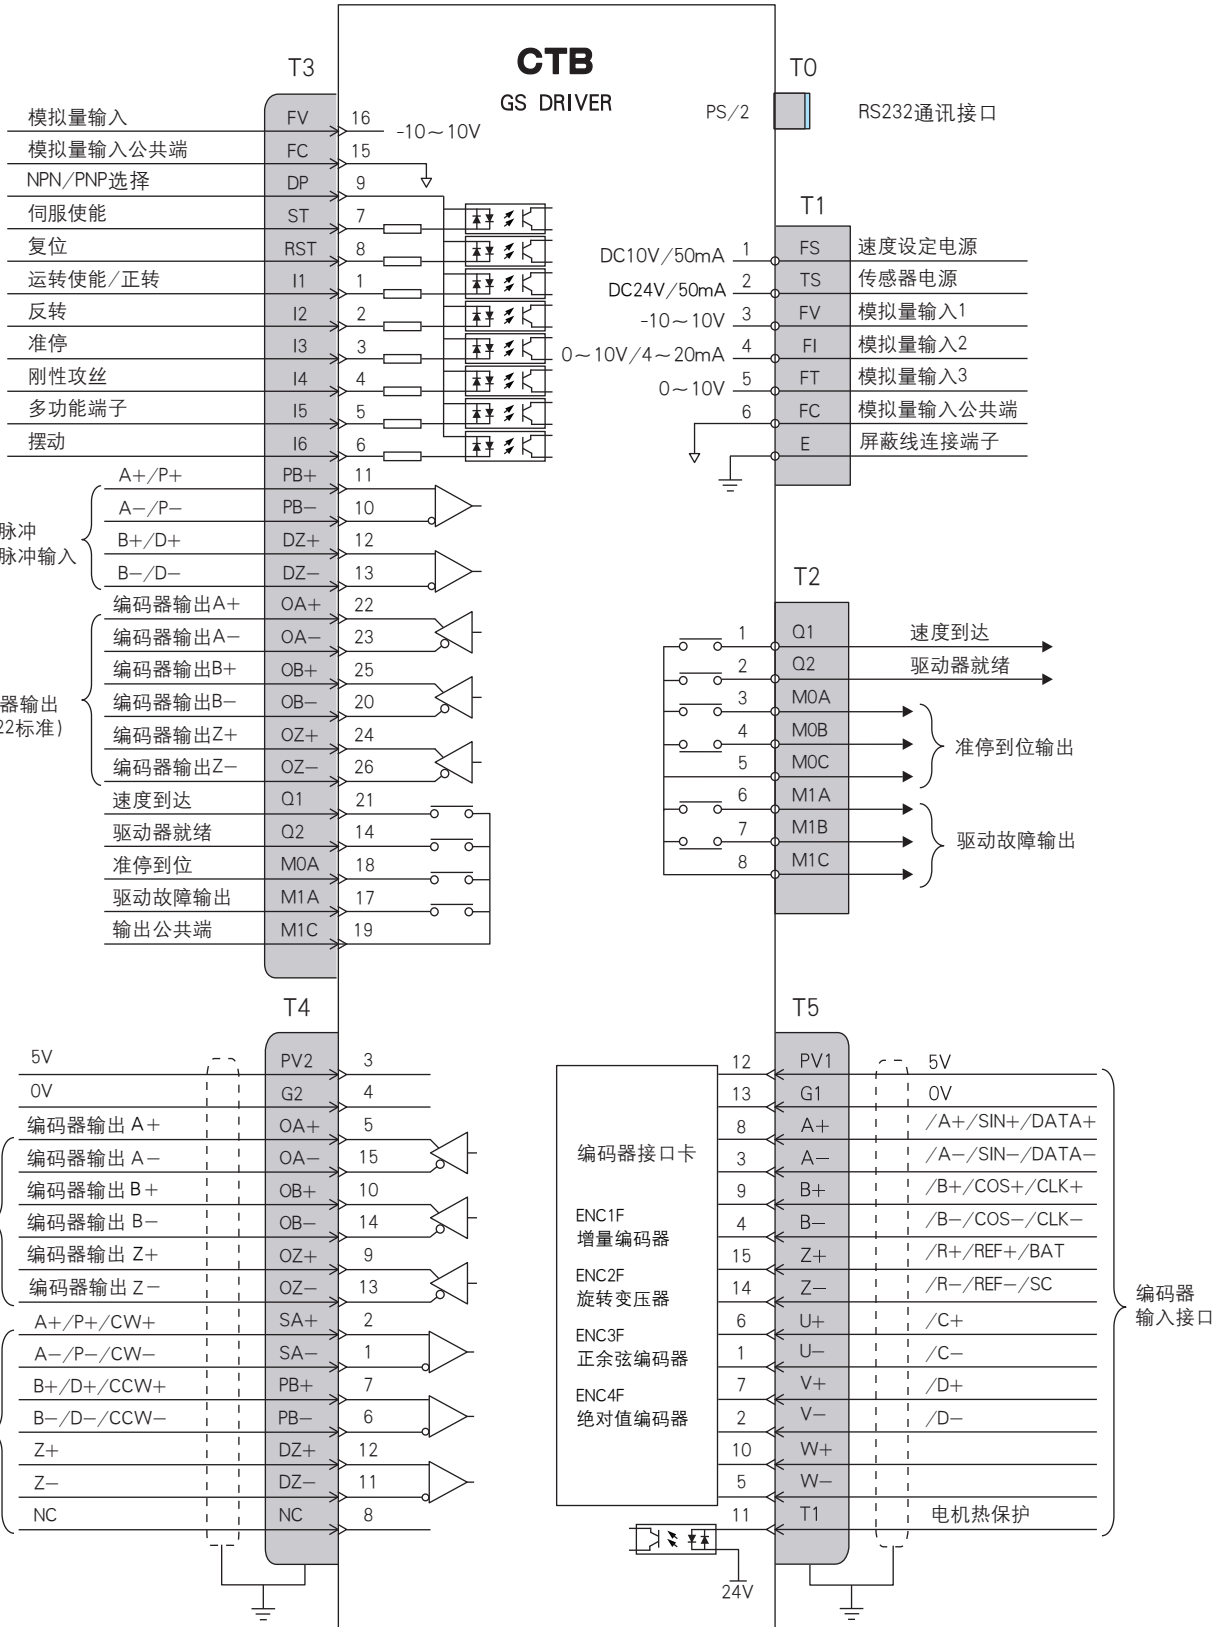 CTB
GS DRIVER
T3
模拟量输入 FV 16 -10～10V
模拟量输入公共端 FC 15
NPN/PNP选择 DP 9
伺服使能 ST 7
复位 RST 8
运转使能/正转 I1 1
反转 I2 2
准停 I3 3
刚性攻丝 I4 4
多功能端子 I5 5
摆动 I6 6
A+/P+ PB+ 11
A−/P− PB− 10
脉冲
脉冲输入
B+/D+ DZ+ 12
B−/D− DZ− 13
编码器输出A+ OA+ 22
编码器输出A− OA− 23
编码器输出B+ OB+ 25
编码器输出B− OB− 20
器输出
22标准)
编码器输出Z+ OZ+ 24
编码器输出Z− OZ− 26
速度到达 Q1 21
驱动器就绪 Q2 14
准停到位 M0A 18
驱动故障输出 M1A 17
输出公共端 M1C 19
T0
PS/2 RS232通讯接口
T1
DC10V/50mA 1 FS 速度设定电源
DC24V/50mA 2 TS 传感器电源
-10～10V 3 FV 模拟量输入1
0～10V/4～20mA 4 FI 模拟量输入2
0～10V 5 FT 模拟量输入3
6 FC 模拟量输入公共端
E 屏蔽线连接端子
T2
1 Q1 速度到达
2 Q2 驱动器就绪
3 M0A
4 M0B
准停到位输出
5 M0C
6 M1A
7 M1B
驱动故障输出
8 M1C
T4
5V PV2 3
0V G2 4
编码器输出 A+ OA+ 5
编码器输出 A− OA− 15
编码器输出 B+ OB+ 10
编码器输出 B− OB− 14
编码器输出 Z+ OZ+ 9
编码器输出 Z− OZ− 13
A+/P+/CW+ SA+ 2
A−/P−/CW− SA− 1
B+/D+/CCW+ PB+ 7
B−/D−/CCW− PB− 6
Z+ DZ+ 12
Z− DZ− 11
NC NC 8
编码器接口卡
ENC1F
增量编码器
ENC2F
旋转变压器
ENC3F
正余弦编码器
ENC4F
绝对值编码器
T5
12 PV1 5V
13 G1 0V
8 A+ /A+/SIN+/DATA+
3 A− /A−/SIN−/DATA−
9 B+ /B+/COS+/CLK+
4 B− /B−/COS−/CLK−
15 Z+ /R+/REF+/BAT
14 Z− /R−/REF−/SC
编码器
输入接口
6 U+ /C+
1 U− /C−
7 V+ /D+
2 V− /D−
10 W+
5 W−
11 T1 电机热保护
24V